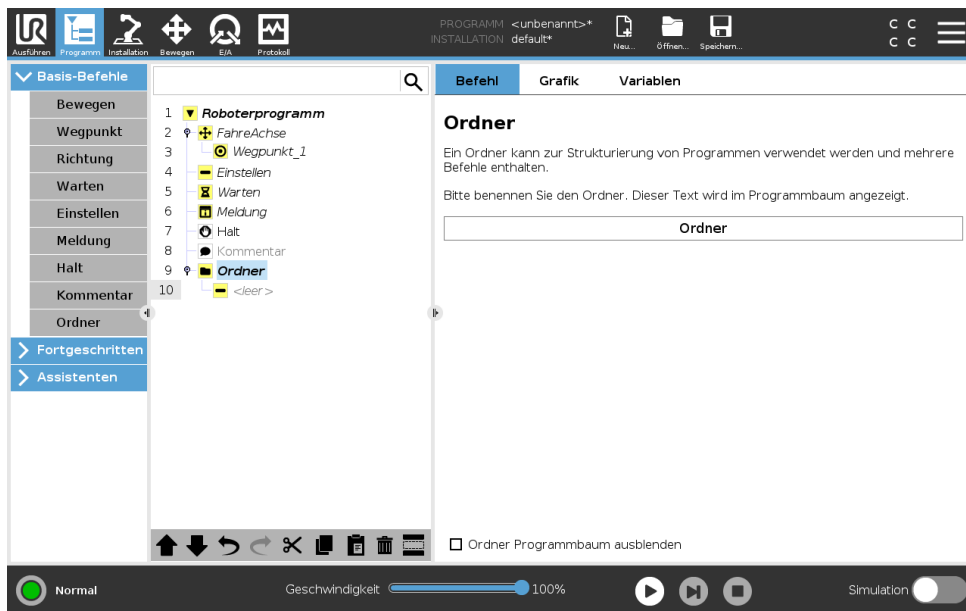 PROGRAMM <unbenannt>*
INSTALLATION default*
Ausführen Programm Installation Bewegen E/A Protokoll Neu... Öffnen... Speichern...
C C
C C
Basis-Befehle
Bewegen
Wegpunkt
Richtung
Warten
Einstellen
Meldung
Halt
Kommentar
Ordner
Fortgeschritten
Assistenten
1 Roboterprogramm
2 FahreAchse
3 Wegpunkt_1
4 Einstellen
5 Warten
6 Meldung
7 Halt
8 Kommentar
9 Ordner
10 <leer>
Befehl Grafik Variablen
Ordner
Ein Ordner kann zur Strukturierung von Programmen verwendet werden und mehrere
Befehle enthalten.
Bitte benennen Sie den Ordner. Dieser Text wird im Programmbaum angezeigt.
Ordner
Ordner Programmbaum ausblenden
Normal Geschwindigkeit 100% Simulation